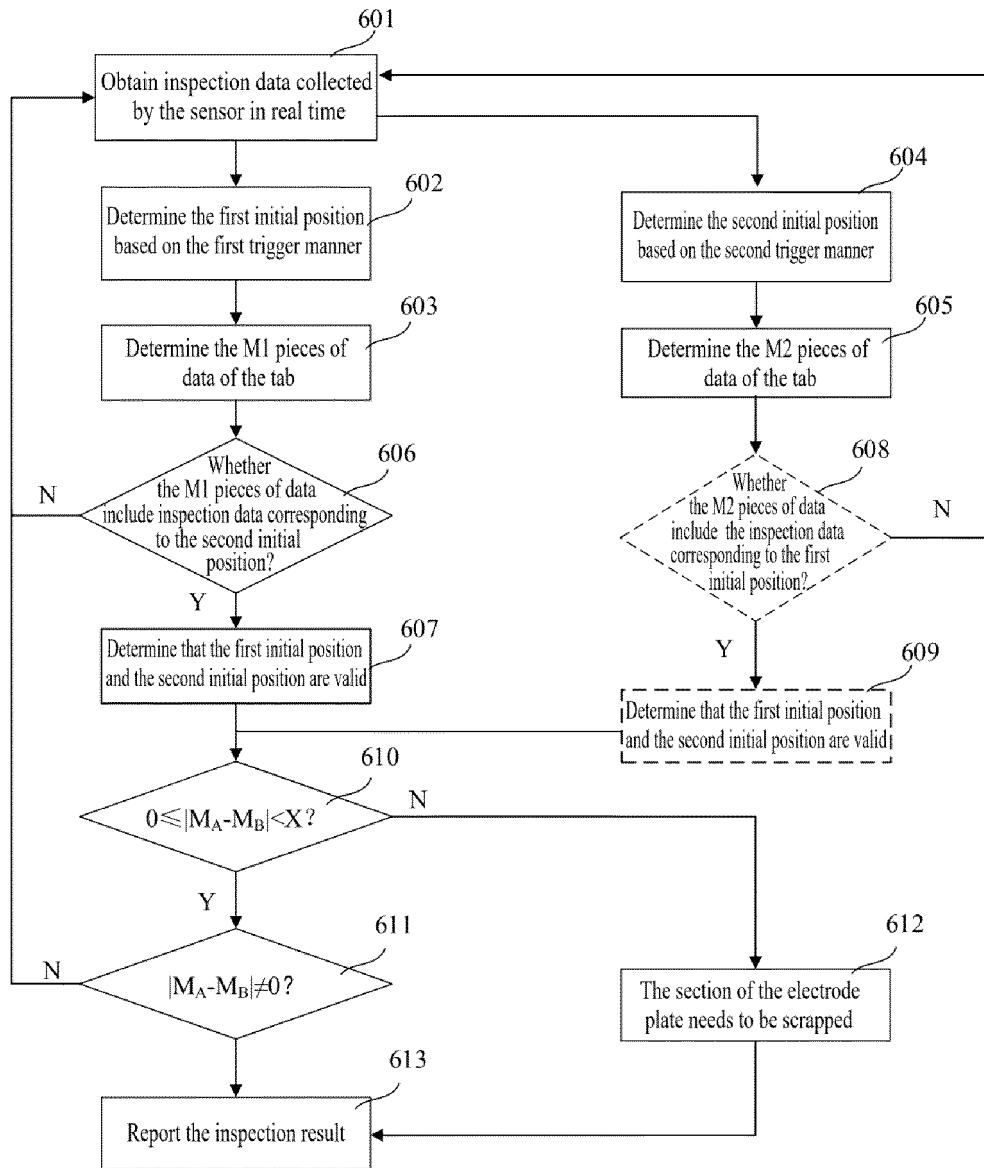 601
Obtain inspection data collected
by the sensor in real time
602
Determine the first initial position
based on the first trigger manner
604
Determine the second initial position
based on the second trigger manner
603
Determine the M1 pieces of
data of the tab
605
Determine the M2 pieces of
data of the tab
606
Whether
the M1 pieces of data
include inspection data corresponding
to the second initial
position?
N
Y
608
Whether
the M2 pieces of data
include the inspection data
corresponding to the first
initial position?
N
Y
607
Determine that the first initial position
and the second initial position are valid
609
Determine that the first initial position
and the second initial position are valid
610
0≤|MA-MB|<X?
N
Y
611
|MA-MB|≠0?
N
612
The section of the electrode
plate needs to be scrapped
613
Report the inspection result